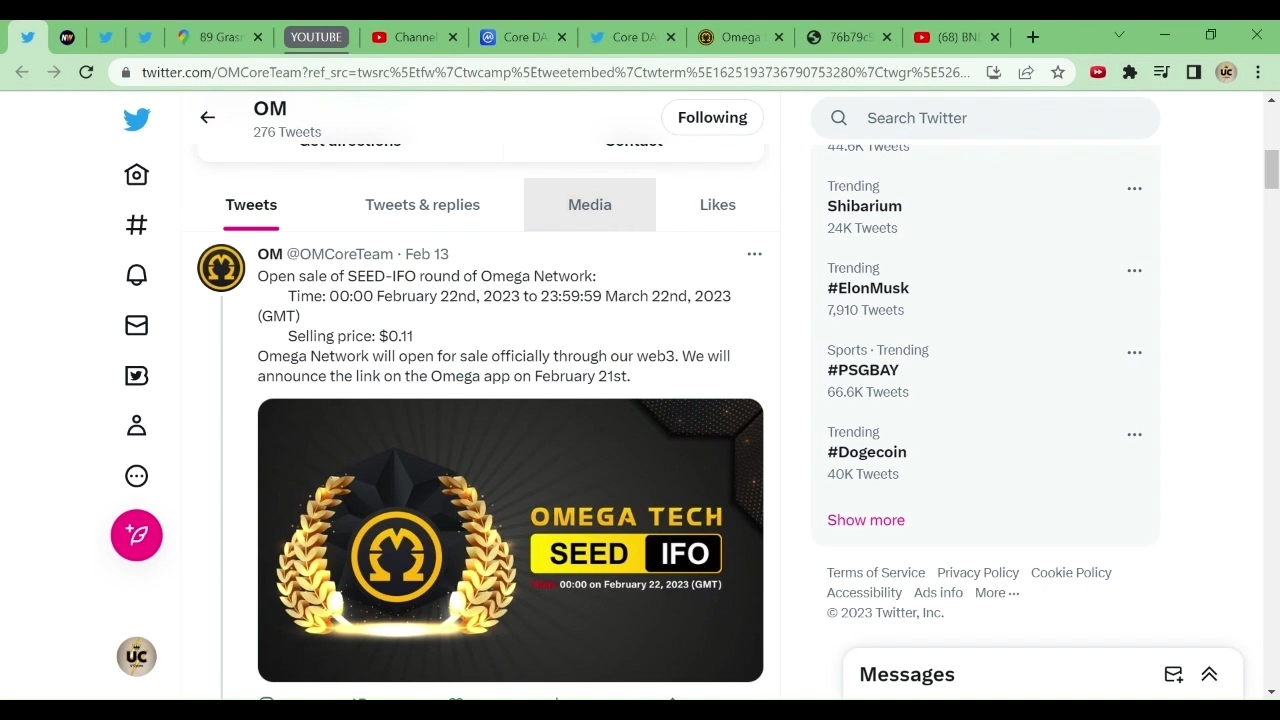 89 Gras
YOUTUBE
Channel
Core DA
Core DA
Omega
76b79c
(68) BN
twitter.com/OMCoreTeam?ref_src=twsrc%5Etfw%7Ctwcamp%5Etweetembed%7Ctwterm%5E1625193736790753280%7Ctwgr%5E526...
UC
OM
276 Tweets
Following
Get directions
Contact
Tweets
Tweets & replies
Media
Likes
OM @OMCoreTeam · Feb 13
Open sale of SEED-IFO round of Omega Network:
Time: 00:00 February 22nd, 2023 to 23:59:59 March 22nd, 2023
(GMT)
Selling price: $0.11
Omega Network will open for sale officially through our web3. We will
announce the link on the Omega app on February 21st.
OMEGA TECH
SEED IFO
00:00 on February 22, 2023 (GMT)
Search Twitter
44.6K Tweets
Trending
Shibarium
24K Tweets
Trending
#ElonMusk
7,910 Tweets
Sports · Trending
#PSGBAY
66.6K Tweets
Trending
#Dogecoin
40K Tweets
Show more
Terms of Service Privacy Policy Cookie Policy
Accessibility Ads info More ···
© 2023 Twitter, Inc.
UC
Messages